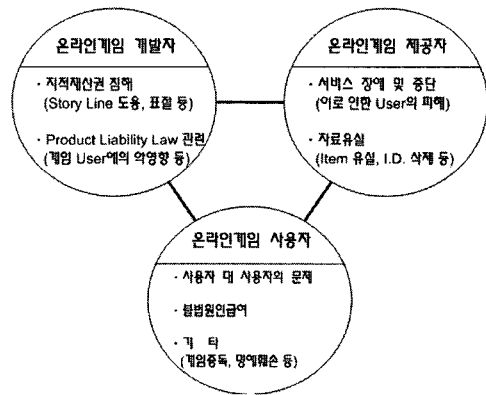 온라인게임 개발자
· 지적재산권 침해
(Story Line 도용, 표절 등)
· Product Liability Law 관련
(게임 User에의 악영향 등)
온라인게임 제공자
· 서비스 장애 및 중단
(이로 인한 User의 피해)
· 자료유실
(Item 유실, I.D. 삭제 등)
온라인게임 사용자
· 사용자 대 사용자의 문제
· 불법원인급여
· 기 타
(게임중독, 명예훼손 등)